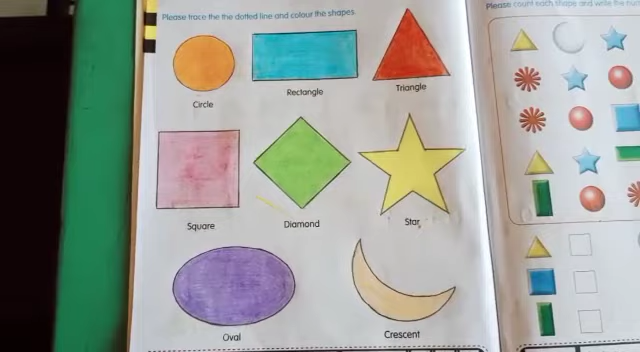 Please trace the the dotted line and colour the shapes.
Please count each shape and write the
Circle
Rectangle
Triangle
Square
Diamond
Star
Oval
Crescent